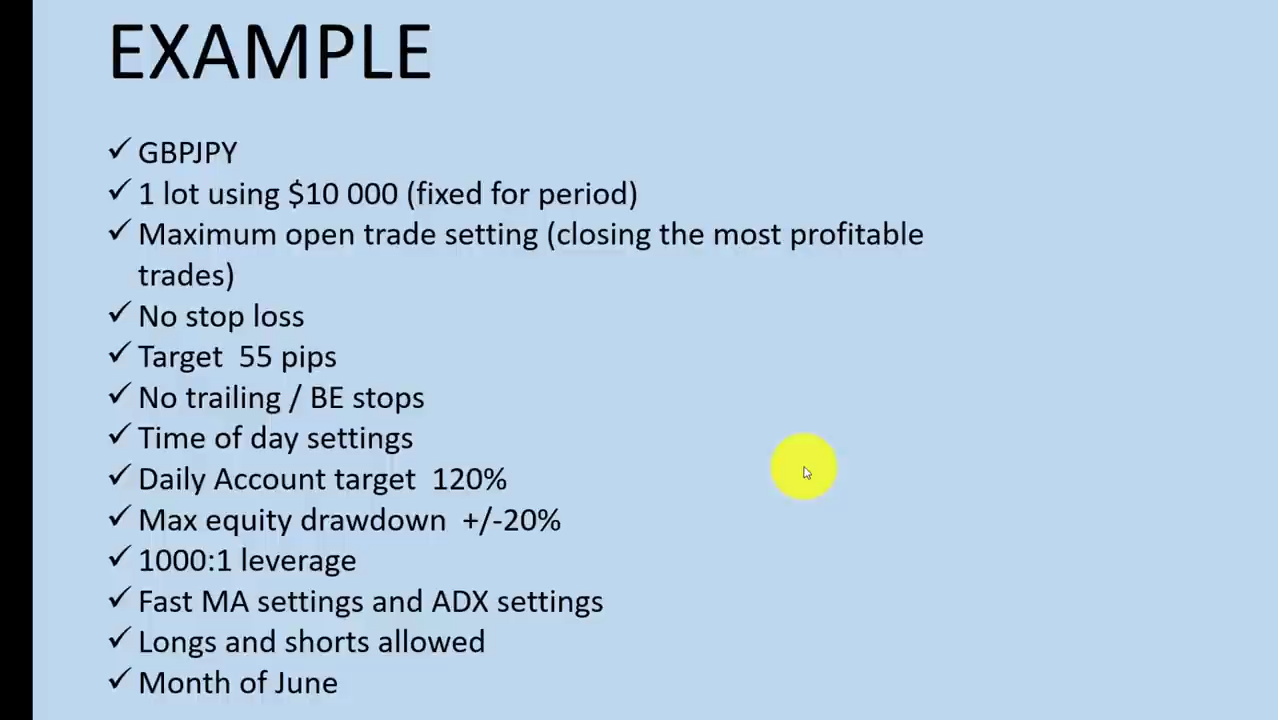 EXAMPLE
✓ GBPJPY
✓ 1 lot using $10 000 (fixed for period)
✓ Maximum open trade setting (closing the most profitable
trades)
✓ No stop loss
✓ Target  55 pips
✓ No trailing / BE stops
✓ Time of day settings
✓ Daily Account target  120%
✓ Max equity drawdown  +/-20%
✓ 1000:1 leverage
✓ Fast MA settings and ADX settings
✓ Longs and shorts allowed
✓ Month of June